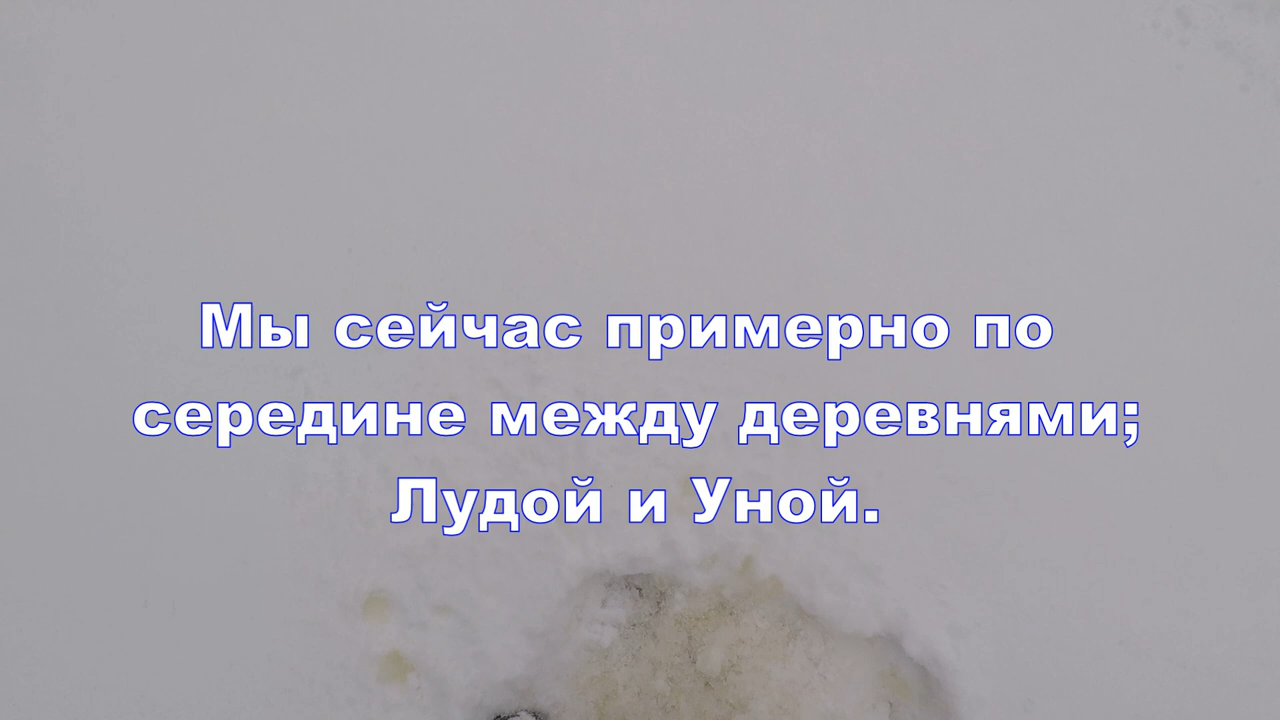 Мы сейчас примерно по
середине между деревнями;
Лудой и Уной.